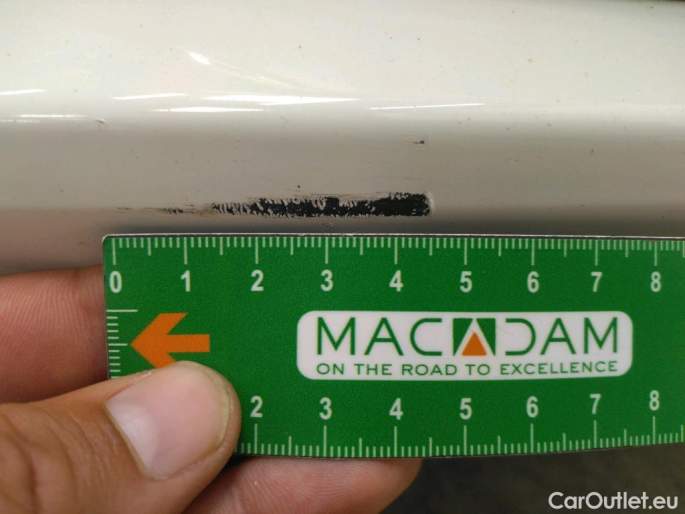 0 1 2 3 4 5 6 7 8
MACADAM
ON THE ROAD TO EXCELLENCE
2 3 4 5 6 7 8
CarOutlet.eu